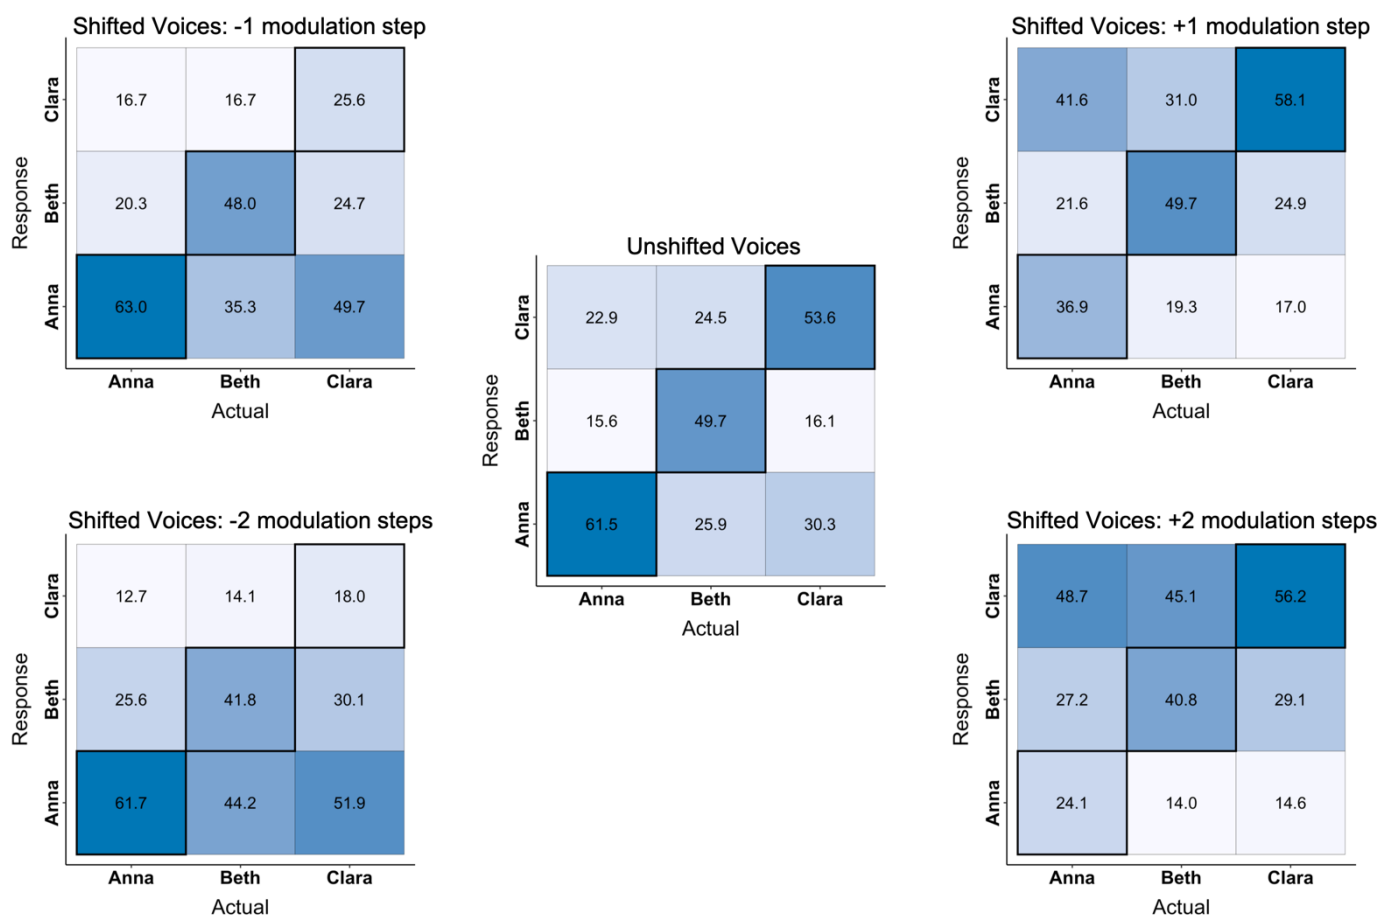 Shifted Voices: -1 modulation step
Response
Clara
16.7 16.7 25.6
Beth
20.3 48.0 24.7
Anna
63.0 35.3 49.7
Anna Beth Clara
Actual
Shifted Voices: +1 modulation step
Response
Clara
41.6 31.0 58.1
Beth
21.6 49.7 24.9
Anna
36.9 19.3 17.0
Anna Beth Clara
Actual
Unshifted Voices
Response
Clara
22.9 24.5 53.6
Beth
15.6 49.7 16.1
Anna
61.5 25.9 30.3
Anna Beth Clara
Actual
Shifted Voices: -2 modulation steps
Response
Clara
12.7 14.1 18.0
Beth
25.6 41.8 30.1
Anna
61.7 44.2 51.9
Anna Beth Clara
Actual
Shifted Voices: +2 modulation steps
Response
Clara
48.7 45.1 56.2
Beth
27.2 40.8 29.1
Anna
24.1 14.0 14.6
Anna Beth Clara
Actual